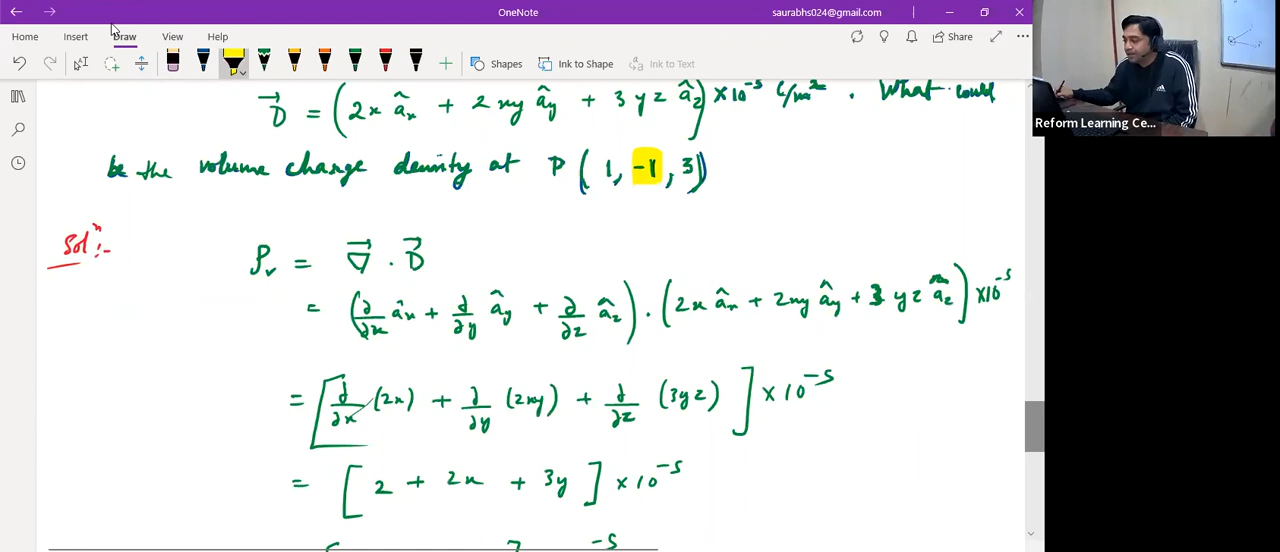 OneNote
saurabhs024@gmail.com
Home Insert Draw View Help
Share
Shapes Ink to Shape Ink to Text
Reform Learning Ce...
D⃗ = (2x âx + 2xy ây + 3yz âz) × 10⁻⁵ C/m². What could
be the volume charge density at P (1, -1, 3)
Solⁿ:-
ρv = ∇⃗ . D⃗
= (∂/∂x âx + ∂/∂y ây + ∂/∂z âz) . (2x âx + 2xy ây + 3yz âz) × 10⁻⁵
= [∂/∂x (2x) + ∂/∂y (2xy) + ∂/∂z (3yz)] × 10⁻⁵
= [2 + 2x + 3y] × 10⁻⁵